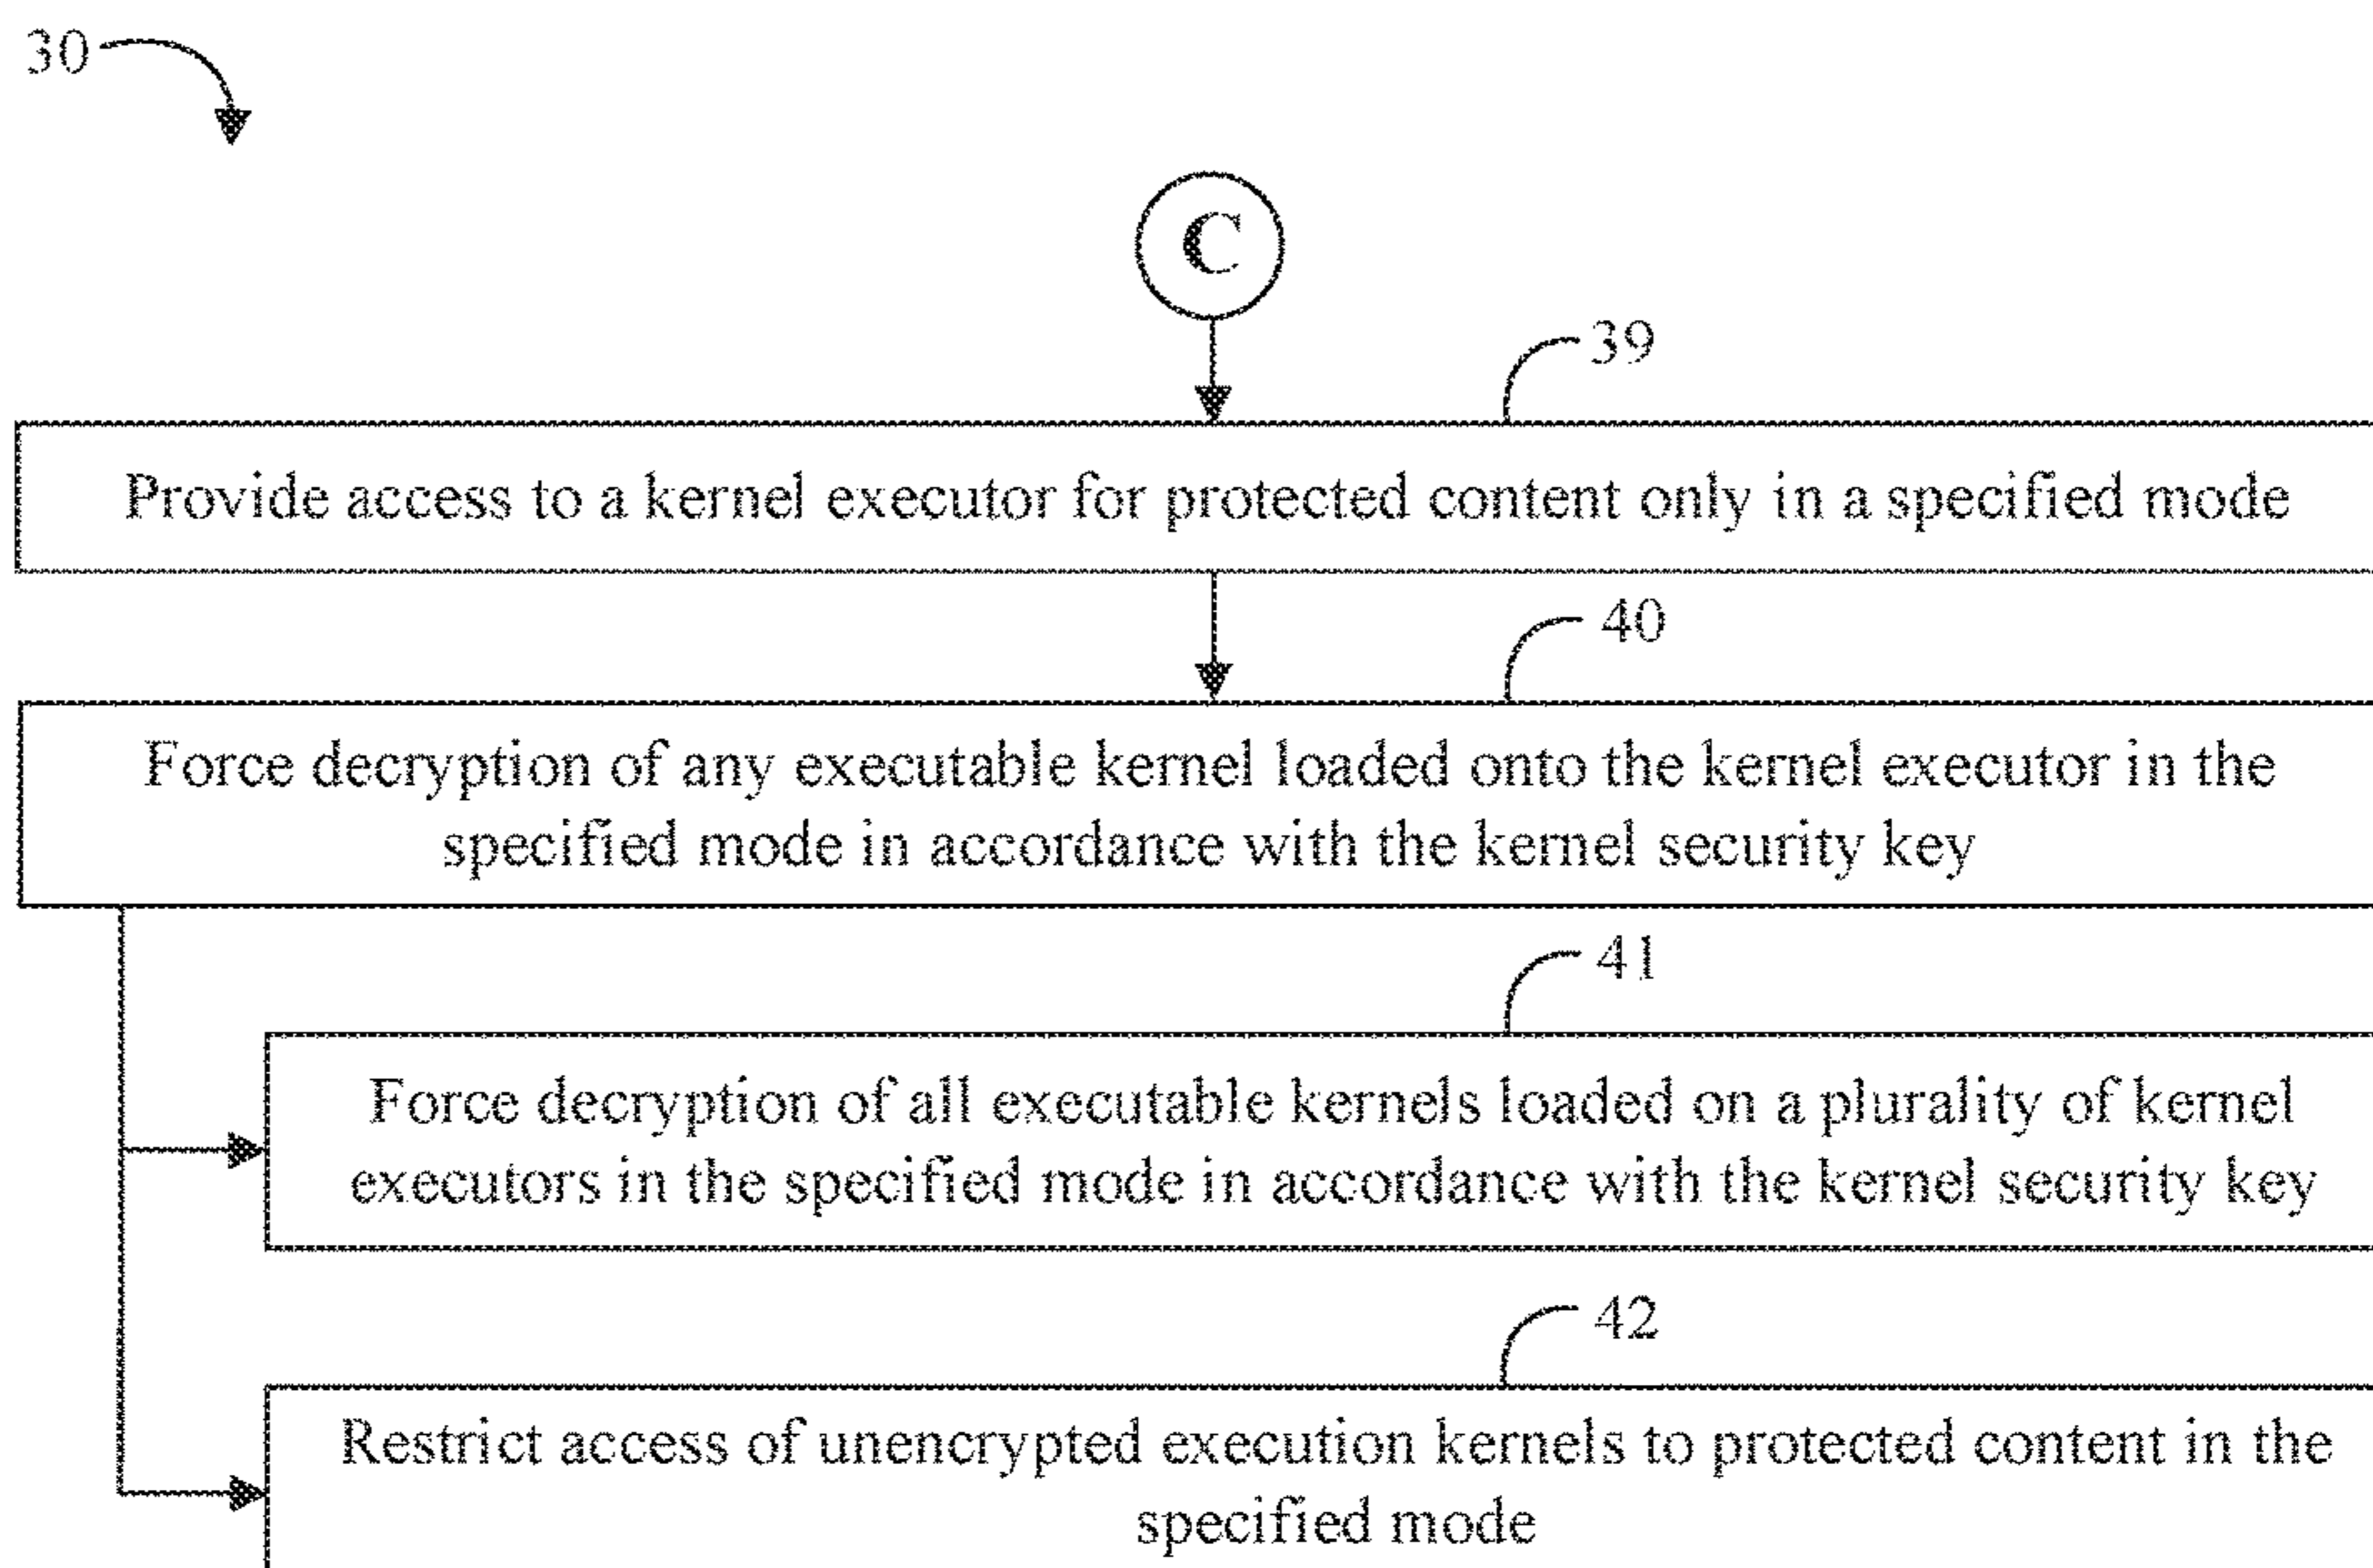 30
C
39
Provide access to a kernel executor for protected content only in a specified mode
40
Force decryption of any executable kernel loaded onto the kernel executor in the
specified mode in accordance with the kernel security key
41
Force decryption of all executable kernels loaded on a plurality of kernel
executors in the specified mode in accordance with the kernel security key
42
Restrict access of unencrypted execution kernels to protected content in the
specified mode